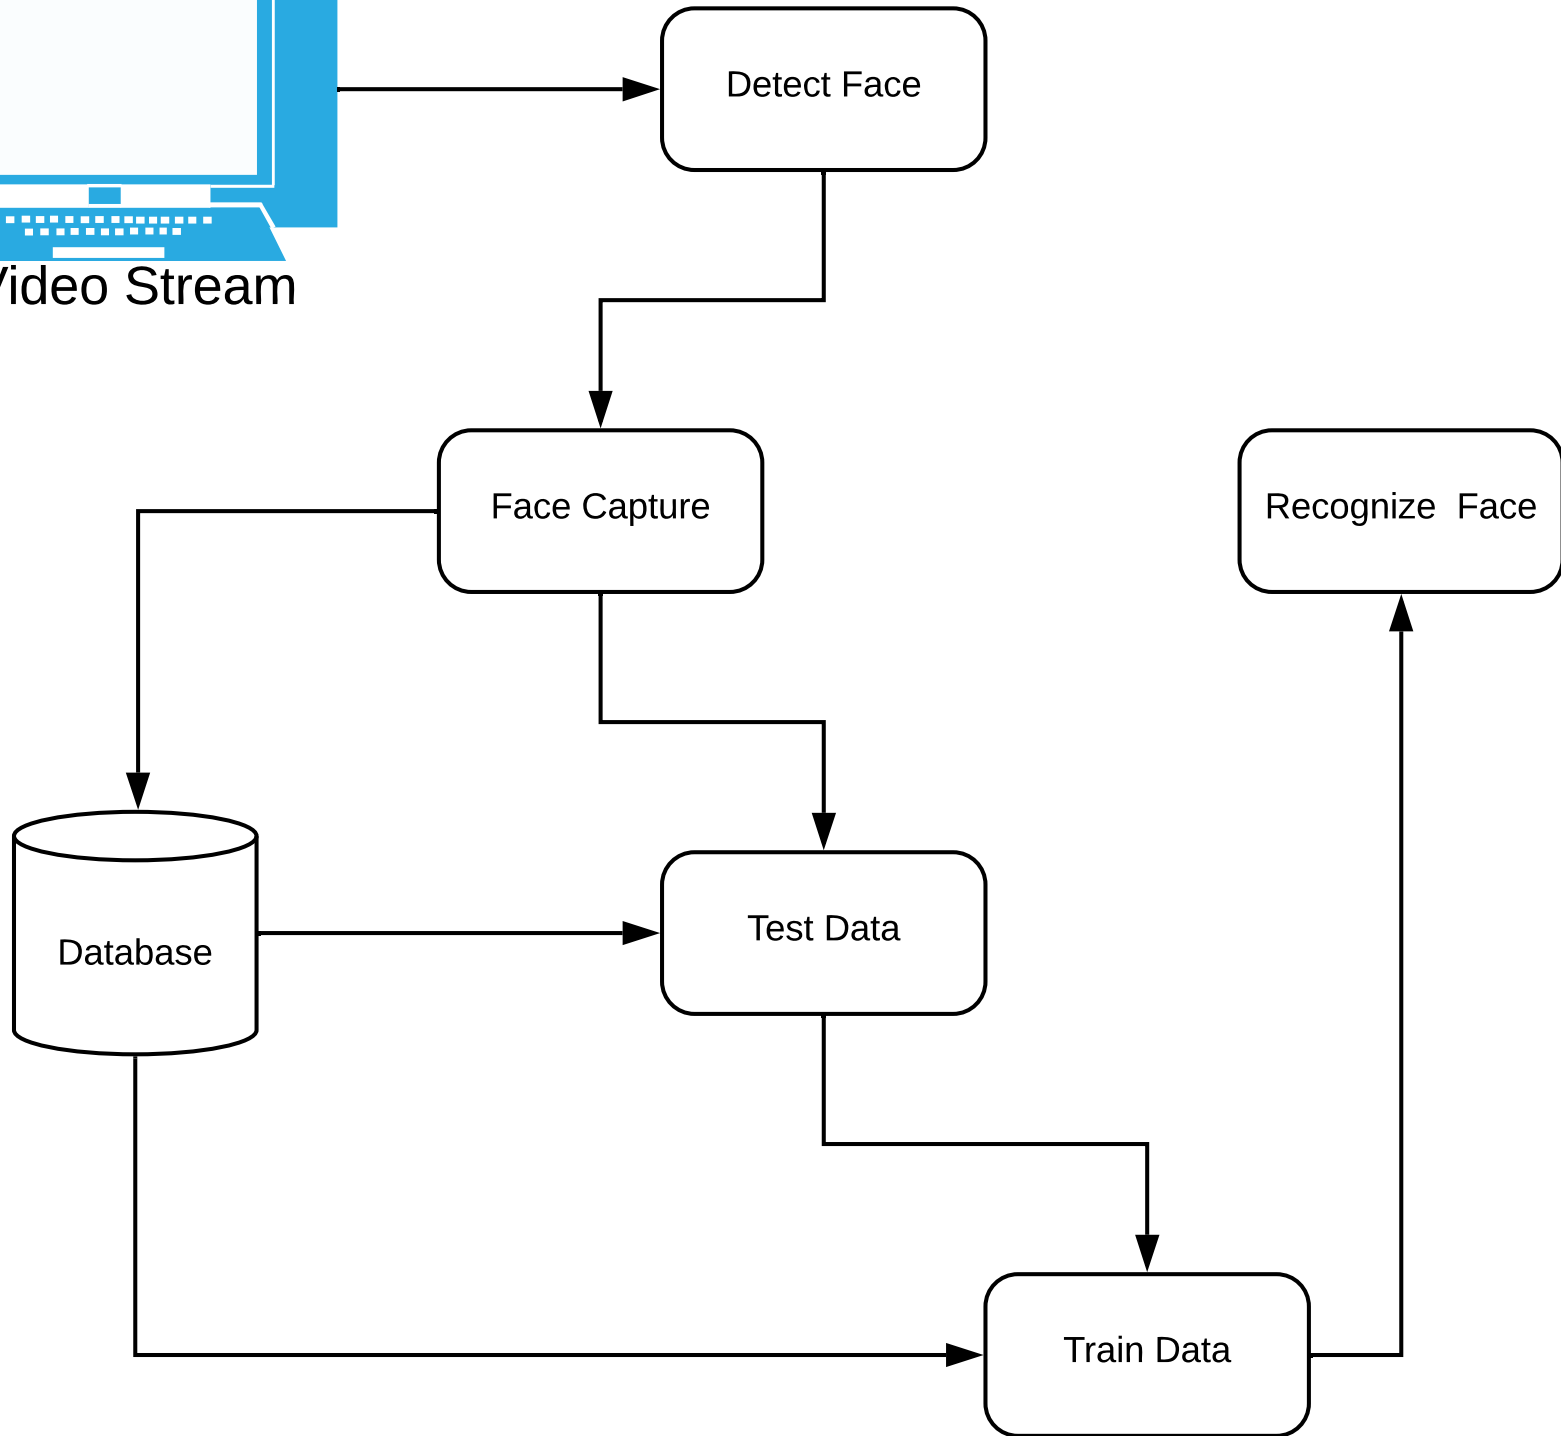 Detect Face
Video Stream
Face Capture
Recognize  Face
Test Data
Database
Train Data